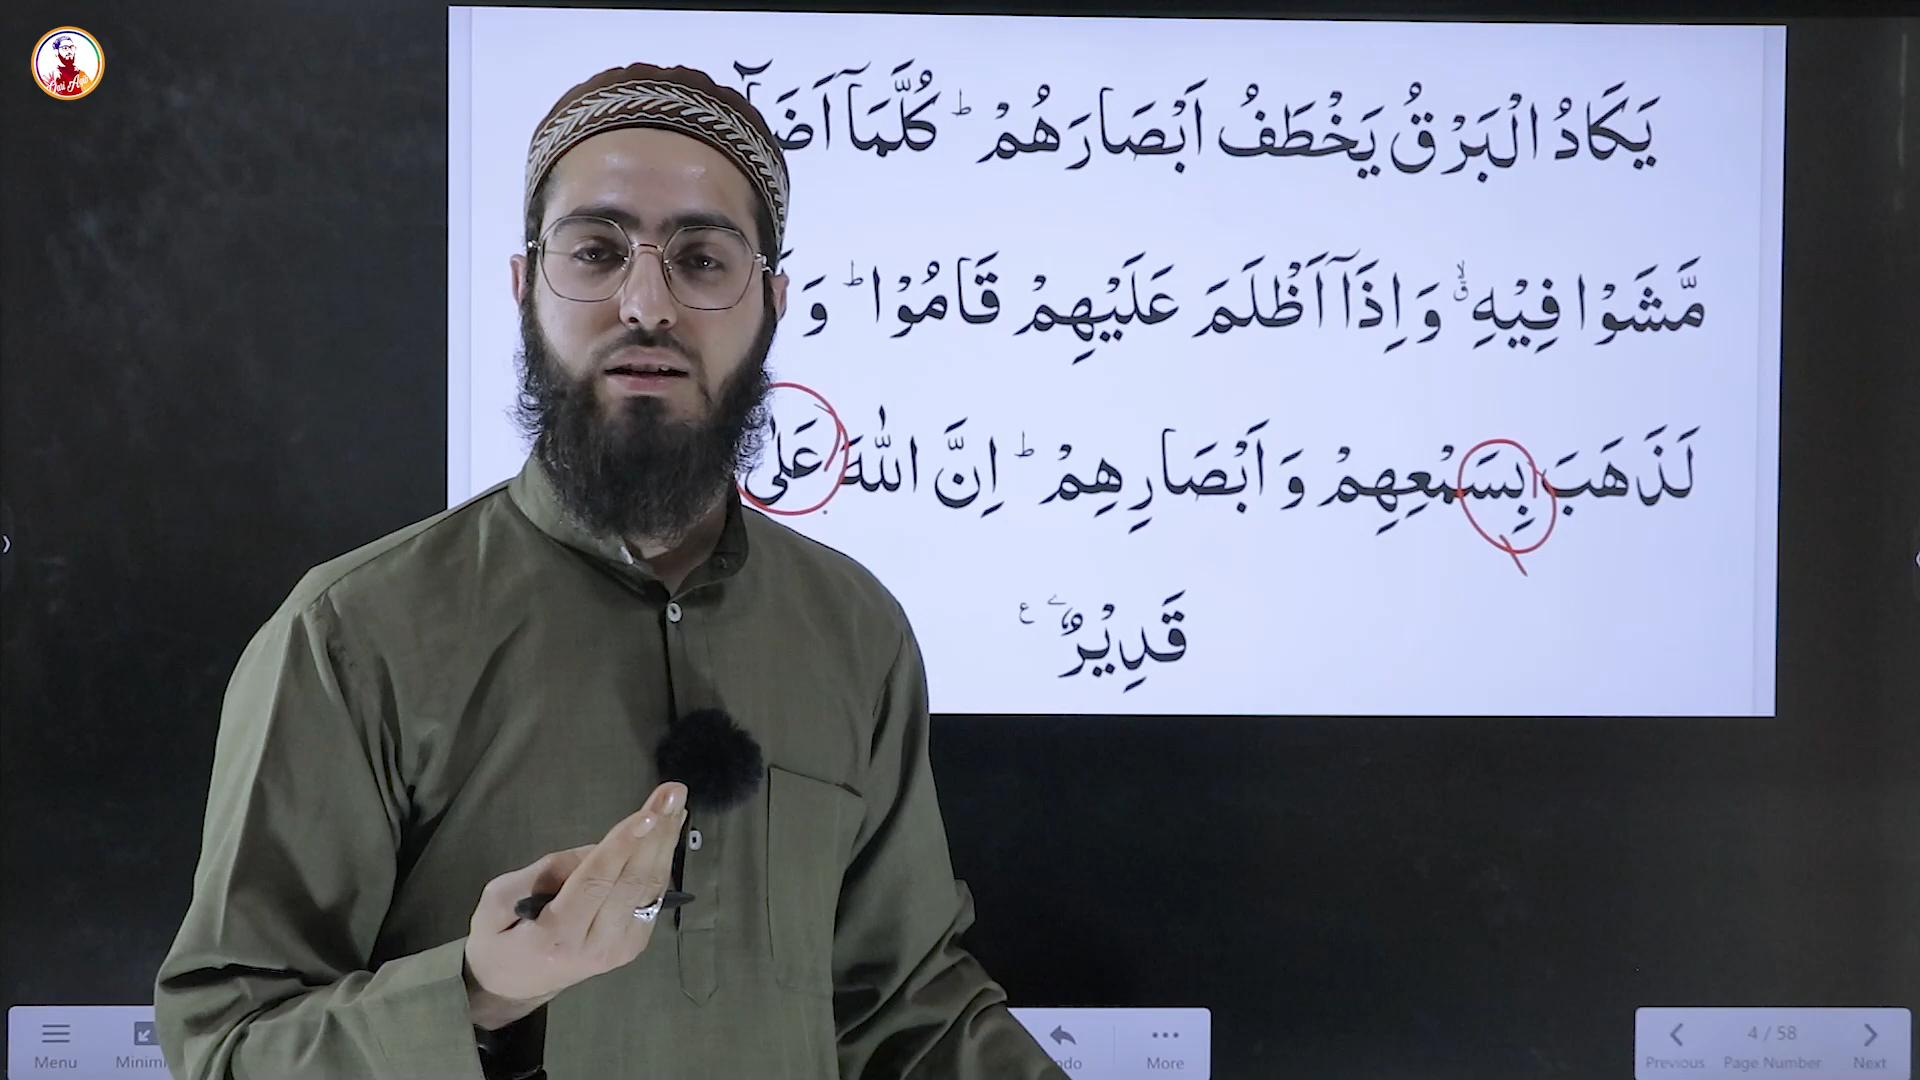 يَكَادُ الْبَرْقُ يَخْطَفُ اَبْصَارَهُمْ ؕ كُلَّمَاۤ
مَّشَوْا فِيْهِ ۙۗ وَ اِذَاۤ اَظْلَمَ عَلَيْهِمْ قَامُوْا ؕ وَ
لَذَهَبَ بِسَمْعِهِمْ وَ اَبْصَارِهِمْ ؕ اِنَّ اللّٰهَ عَلٰى
قَدِيْرٌ ۠ ع
Menu
More
Previous
4 / 58
Page Number
Next